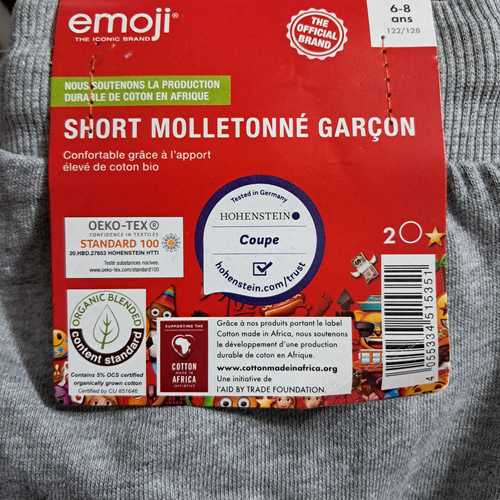 emoji®
THE ICONIC BRAND™
THE
OFFICIAL
BRAND
6-8
ans
122/128
NOUS SOUTENONS LA PRODUCTION
DURABLE DE COTON EN AFRIQUE
SHORT MOLLETONNÉ GARÇON
Confortable grâce à l'apport
élevé de coton bio
Tested in Germany
HOHENSTEIN
Coupe
hohenstein.com/trust
OEKO-TEX®
CONFIDENCE IN TEXTILES
STANDARD 100
20.HBD.27653 HOHENSTEIN HTTI
Testé substances nocives.
www.oeko-tex.com/standard100
2
ORGANIC BLENDED
content standard
Contains 5% OCS certified
organically grown cotton
Certified by CU 851646
SUPPORTING THE
COTTON
MADE IN
AFRICA
INITIATIVE
Grâce à nos produits portant le label
Cotton made in Africa, nous soutenons
le développement d'une production
durable de coton en Afrique.
www.cottonmadeinafrica.org
Une initiative de
l'AID BY TRADE FOUNDATION.
4 055334 515351